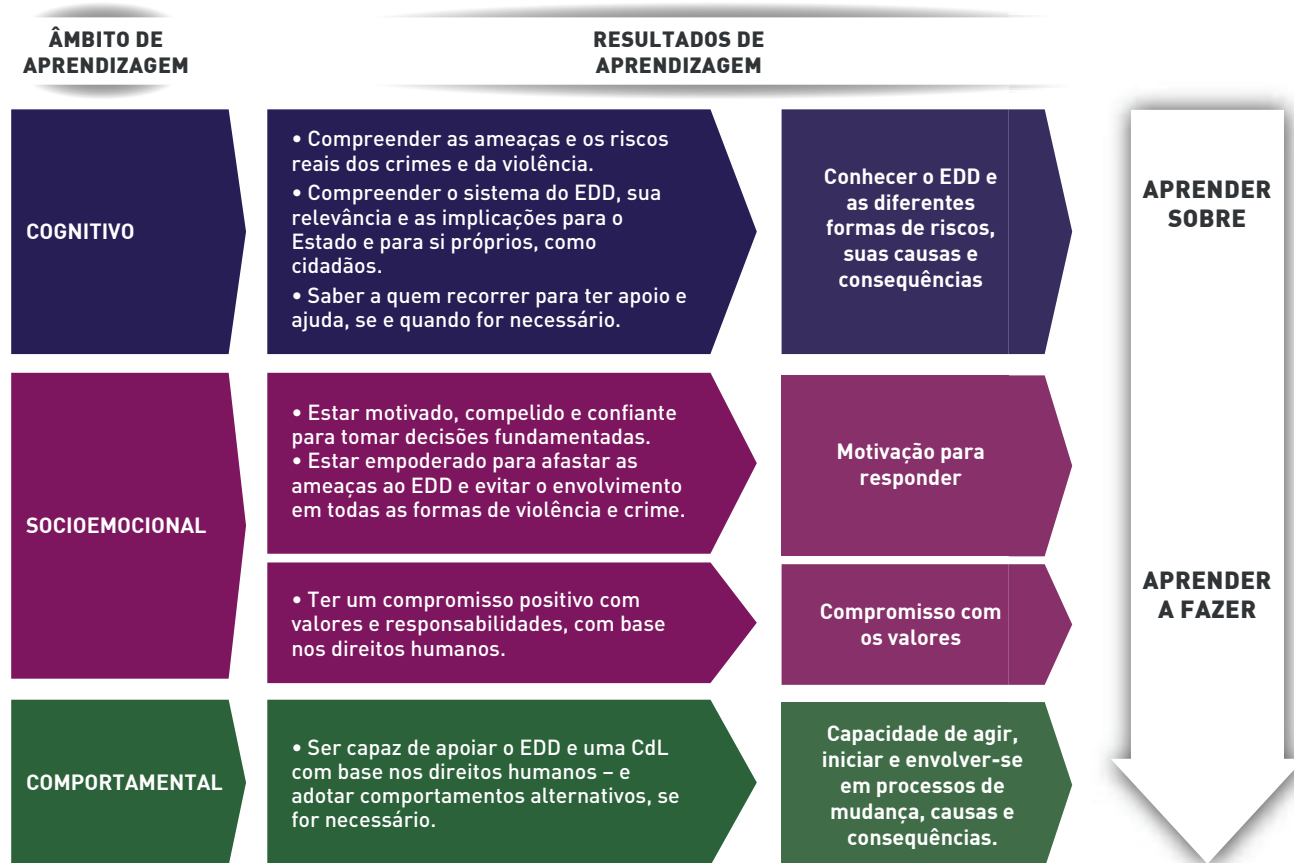 ÂMBITO DE
APRENDIZAGEM
RESULTADOS DE
APRENDIZAGEM
COGNITIVO
• Compreender as ameaças e os riscos
reais dos crimes e da violência.
• Compreender o sistema do EDD, sua
relevância e as implicações para o
Estado e para si próprios, como
cidadãos.
• Saber a quem recorrer para ter apoio e
ajuda, se e quando for necessário.
Conhecer o EDD e
as diferentes
formas de riscos,
suas causas e
consequências
APRENDER
SOBRE
SOCIOEMOCIONAL
• Estar motivado, compelido e confiante
para tomar decisões fundamentadas.
• Estar empoderado para afastar as
ameaças ao EDD e evitar o envolvimento
em todas as formas de violência e crime.
Motivação para
responder
• Ter um compromisso positivo com
valores e responsabilidades, com base
nos direitos humanos.
Compromisso com
os valores
APRENDER
A FAZER
COMPORTAMENTAL
• Ser capaz de apoiar o EDD e uma CdL
com base nos direitos humanos – e
adotar comportamentos alternativos, se
for necessário.
Capacidade de agir,
iniciar e envolver-se
em processos de
mudança, causas e
consequências.